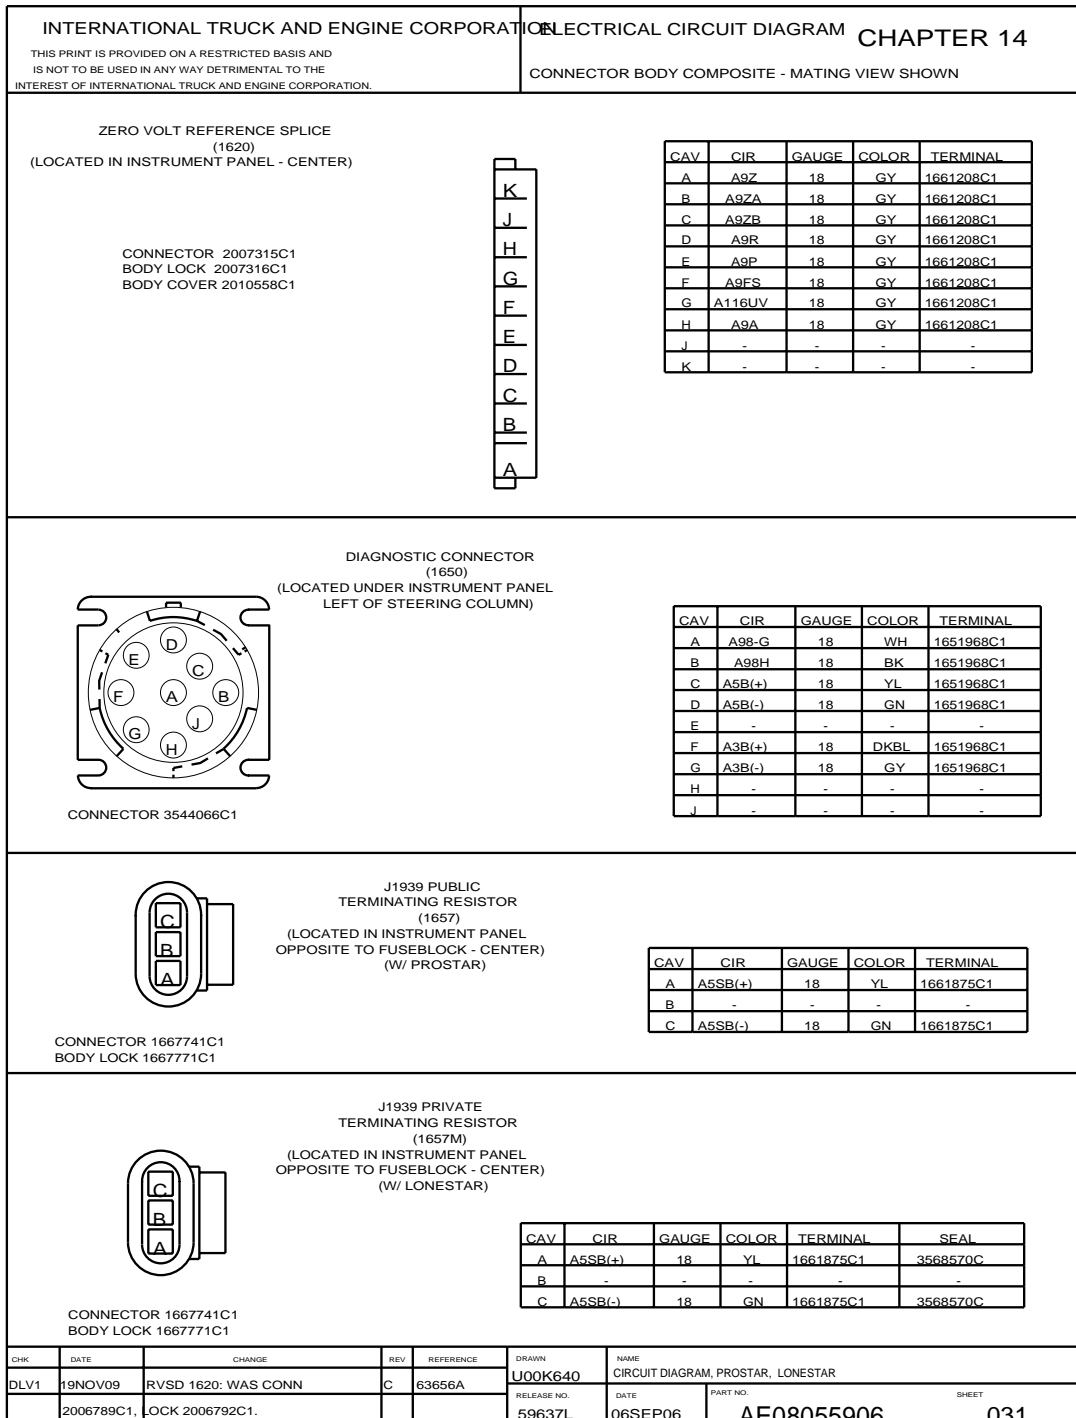 INTERNATIONAL TRUCK AND ENGINE CORPORATION
THIS PRINT IS PROVIDED ON A RESTRICTED BASIS AND
IS NOT TO BE USED IN ANY WAY DETRIMENTAL TO THE
INTEREST OF INTERNATIONAL TRUCK AND ENGINE CORPORATION.
ELECTRICAL CIRCUIT DIAGRAM CHAPTER 14
CONNECTOR BODY COMPOSITE - MATING VIEW SHOWN
ZERO VOLT REFERENCE SPLICE
(1620)
(LOCATED IN INSTRUMENT PANEL - CENTER)
CONNECTOR 2007315C1
BODY LOCK 2007316C1
BODY COVER 2010558C1
K
J
H
G
F
E
D
C
B
A
CAV CIR GAUGE COLOR TERMINAL
A A9Z 18 GY 1661208C1
B A9ZA 18 GY 1661208C1
C A9ZB 18 GY 1661208C1
D A9R 18 GY 1661208C1
E A9P 18 GY 1661208C1
F A9FS 18 GY 1661208C1
G A116UV 18 GY 1661208C1
H A9A 18 GY 1661208C1
J - - - -
K - - - -
DIAGNOSTIC CONNECTOR
(1650)
(LOCATED UNDER INSTRUMENT PANEL
LEFT OF STEERING COLUMN)
D
E C
F A B
G J
H
CONNECTOR 3544066C1
CAV CIR GAUGE COLOR TERMINAL
A A98-G 18 WH 1651968C1
B A98H 18 BK 1651968C1
C A5B(+) 18 YL 1651968C1
D A5B(-) 18 GN 1651968C1
E - - - -
F A3B(+) 18 DKBL 1651968C1
G A3B(-) 18 GY 1651968C1
H - - - -
J - - - -
J1939 PUBLIC
TERMINATING RESISTOR
(1657)
(LOCATED IN INSTRUMENT PANEL
OPPOSITE TO FUSEBLOCK - CENTER)
(W/ PROSTAR)
C
B
A
CONNECTOR 1667741C1
BODY LOCK 1667771C1
CAV CIR GAUGE COLOR TERMINAL
A A5SB(+) 18 YL 1661875C1
B - - - -
C A5SB(-) 18 GN 1661875C1
J1939 PRIVATE
TERMINATING RESISTOR
(1657M)
(LOCATED IN INSTRUMENT PANEL
OPPOSITE TO FUSEBLOCK - CENTER)
(W/ LONESTAR)
C
B
A
CONNECTOR 1667741C1
BODY LOCK 1667771C1
CAV CIR GAUGE COLOR TERMINAL SEAL
A A5SB(+) 18 YL 1661875C1 3568570C
B - - - - -
C A5SB(-) 18 GN 1661875C1 3568570C
CHK DATE CHANGE REV REFERENCE
DLV1 19NOV09 RVSD 1620: WAS CONN C 63656A
2006789C1, LOCK 2006792C1.
DRAWN
U00K640
NAME
CIRCUIT DIAGRAM, PROSTAR, LONESTAR
RELEASE NO.
59637L
DATE
06SEP06
PART NO.
AE08055906
SHEET
031